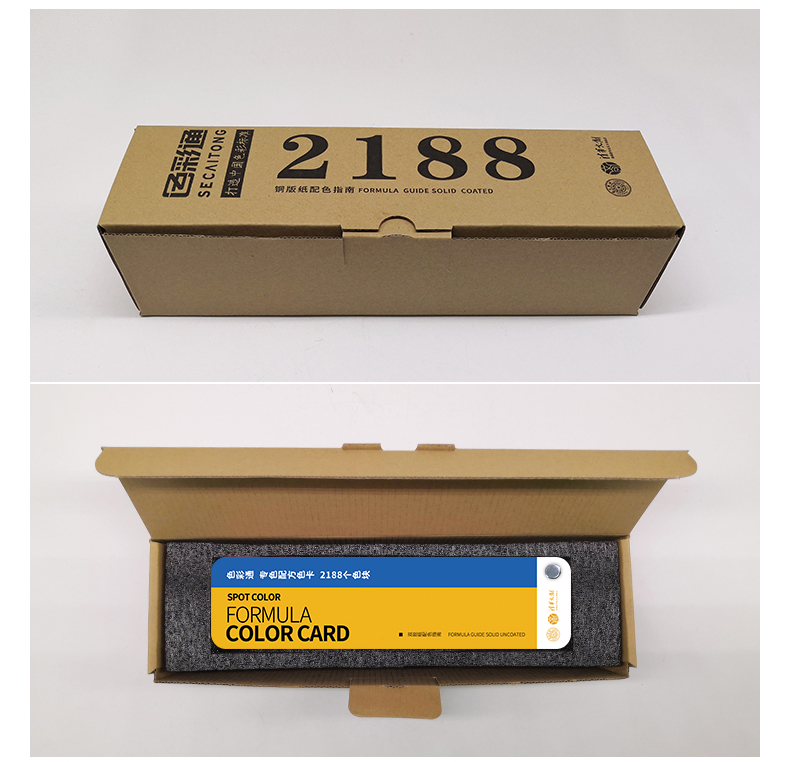 色彩通
SECAITONG
打造中国色彩标准
2188
铜版纸配色指南 FORMULA GUIDE SOLID COATED
色彩通 专色配方色卡 2188个色块
SPOT COLOR
FORMULA
COLOR CARD
FORMULA GUIDE SOLID UNCOATED